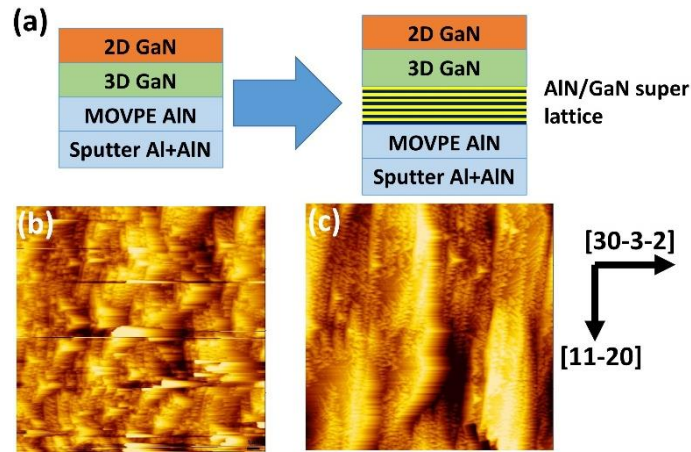 (a)
2D GaN
3D GaN
MOVPE AlN
Sputter Al+AlN
2D GaN
3D GaN
MOVPE AlN
Sputter Al+AlN
AlN/GaN super
lattice
(b)
(c)
[30-3-2]
[11-20]